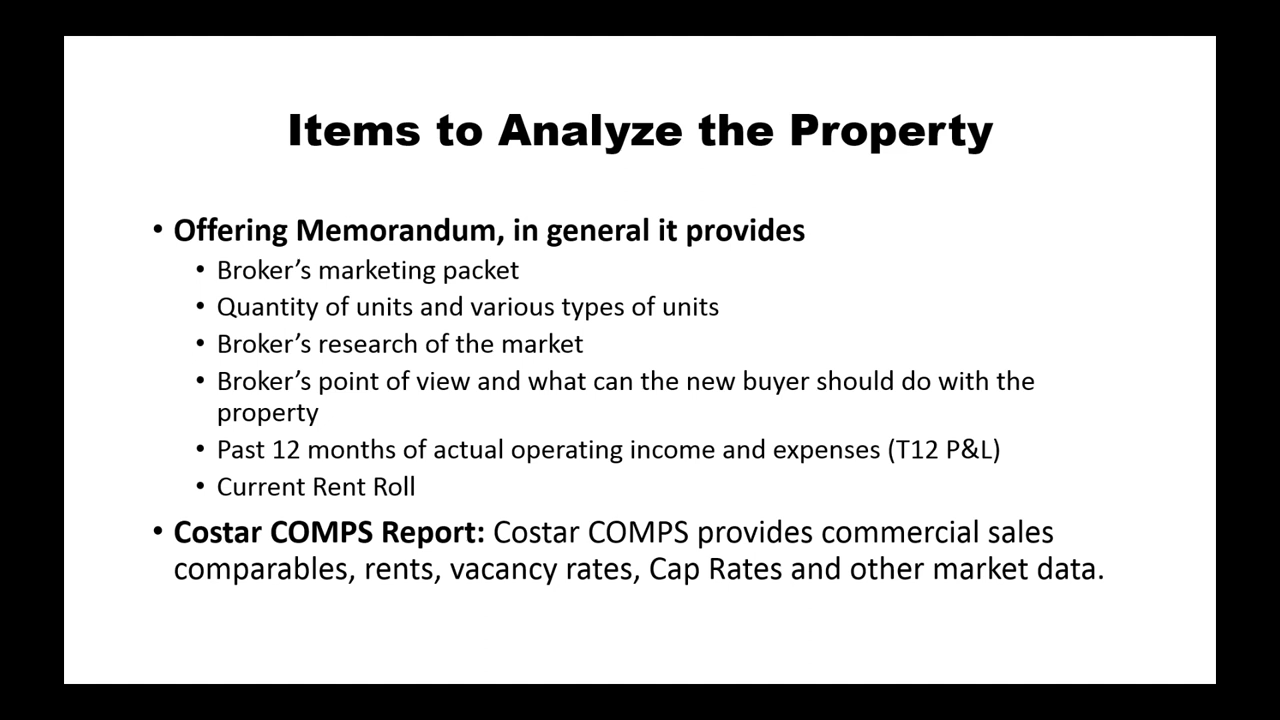 Items to Analyze the Property
• Offering Memorandum, in general it provides
• Broker’s marketing packet
• Quantity of units and various types of units
• Broker’s research of the market
• Broker’s point of view and what can the new buyer should do with the
property
• Past 12 months of actual operating income and expenses (T12 P&L)
• Current Rent Roll
• Costar COMPS Report: Costar COMPS provides commercial sales
comparables, rents, vacancy rates, Cap Rates and other market data.